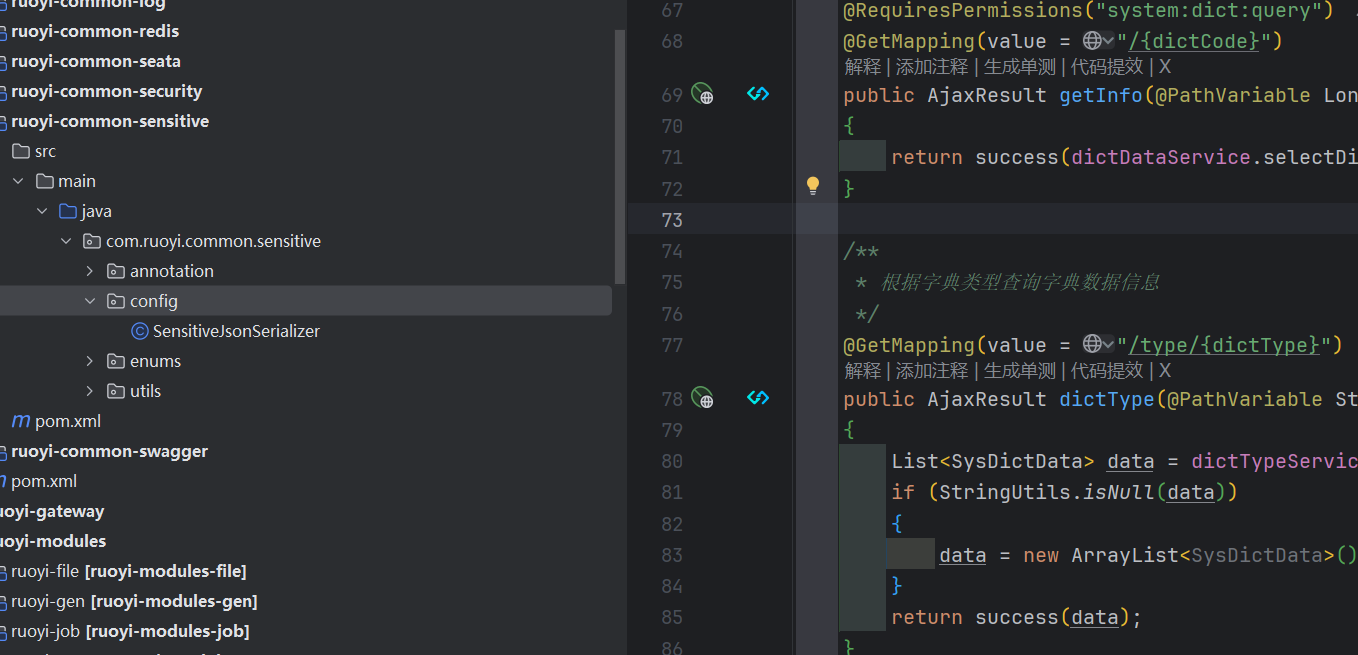 ruoyi-common-log
ruoyi-common-redis
ruoyi-common-seata
ruoyi-common-security
ruoyi-common-sensitive
src
main
java
com.ruoyi.common.sensitive
annotation
config
SensitiveJsonSerializer
enums
utils
pom.xml
ruoyi-common-swagger
pom.xml
uoyi-gateway
uoyi-modules
ruoyi-file [ruoyi-modules-file]
ruoyi-gen [ruoyi-modules-gen]
ruoyi-job [ruoyi-modules-job]
67 @RequiresPermissions("system:dict:query")
68 @GetMapping(value = "/{dictCode}")
解释 | 添加注释 | 生成单测 | 代码提效 | X
69 public AjaxResult getInfo(@PathVariable Lon
70 {
71 return success(dictDataService.selectDi
72 }
73
74 /**
75 * 根据字典类型查询字典数据信息
76 */
77 @GetMapping(value = "/type/{dictType}")
解释 | 添加注释 | 生成单测 | 代码提效 | X
78 public AjaxResult dictType(@PathVariable St
79 {
80 List<SysDictData> data = dictTypeServic
81 if (StringUtils.isNull(data))
82 {
83 data = new ArrayList<SysDictData>()
84 }
85 return success(data);
86 }